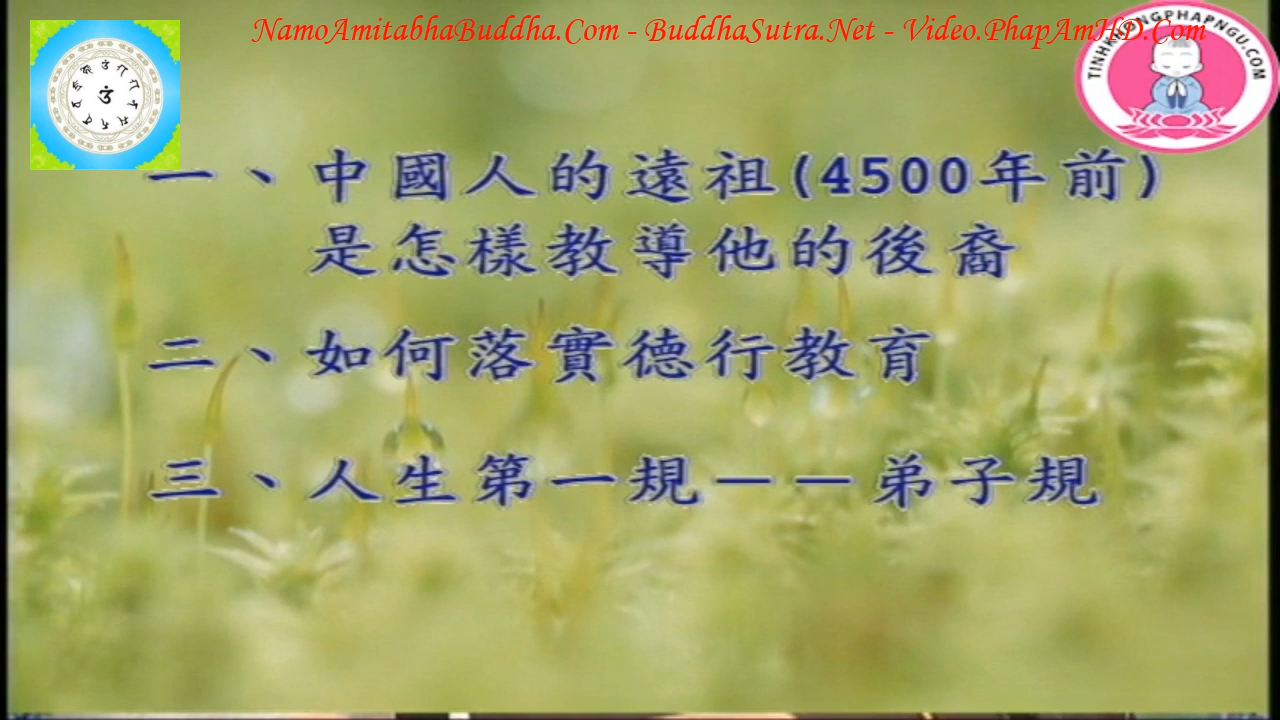 NamoAmitabhaBuddha.Com - BuddhaSutra.Net - Video.PhapAmHD.Com
TINHKHONGPHAPNGU.COM
一、中國人的遠祖(4500年前)
是怎樣教導他的後裔
二、如何落實德行教育
三、人生第一規——弟子規